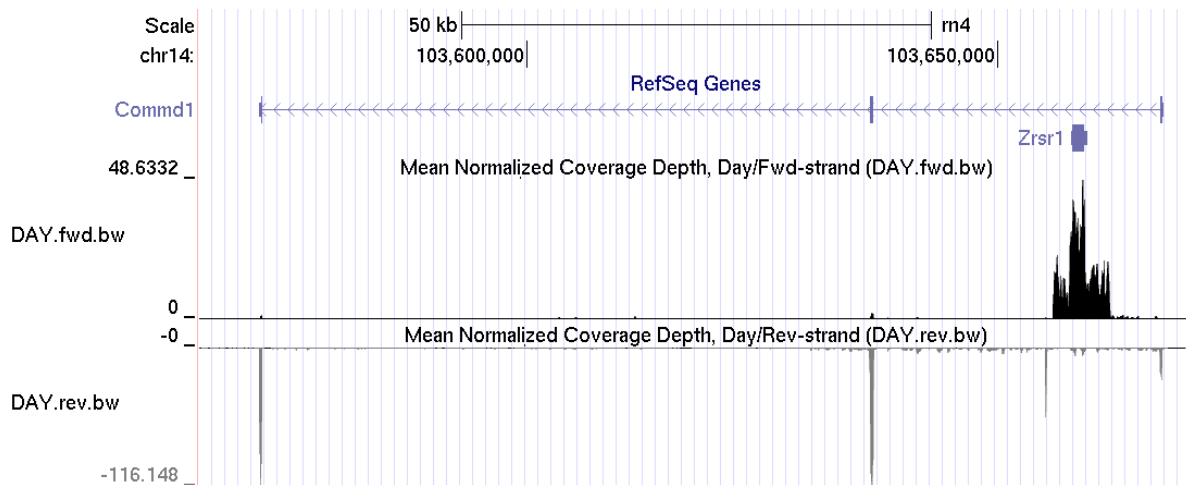 Scale 50 kb rn4
chr14: 103,600,000 103,650,000
RefSeq Genes
Commd1
Zrsr1
48.6332 _ Mean Normalized Coverage Depth, Day/Fwd-strand (DAY.fwd.bw)
DAY.fwd.bw
0 _
-0 _ Mean Normalized Coverage Depth, Day/Rev-strand (DAY.rev.bw)
DAY.rev.bw
-116.148 _